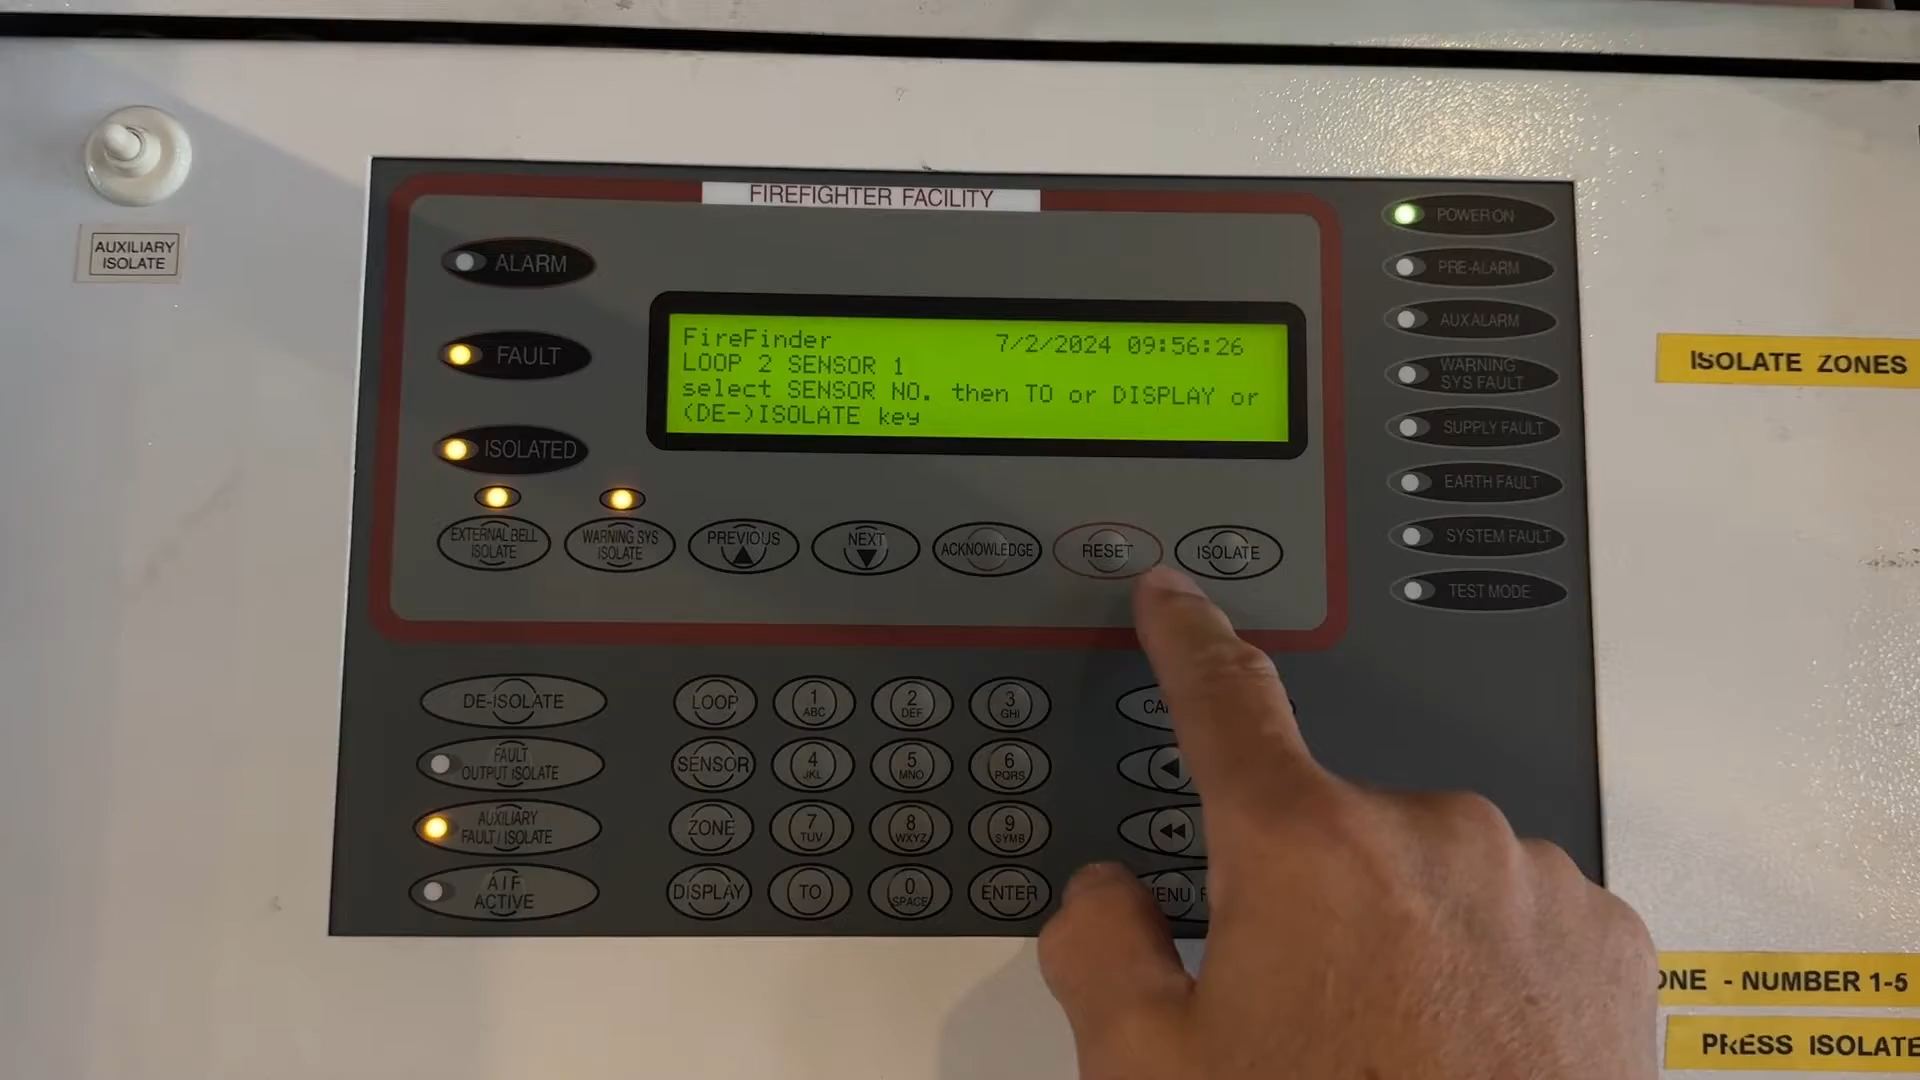 AUXILIARY
ISOLATE
FIREFIGHTER FACILITY
ALARM
FAULT
ISOLATED
FireFinder 7/2/2024 09:56:26
LOOP 2 SENSOR 1
select SENSOR NO. then TO or DISPLAY or
(DE-)ISOLATE key
EXTERNAL BELL
ISOLATE
WARNING SYS
ISOLATE
PREVIOUS
NEXT
ACKNOWLEDGE
RESET
ISOLATE
POWER ON
PRE-ALARM
AUX ALARM
WARNING
SYS FAULT
SUPPLY FAULT
EARTH FAULT
SYSTEM FAULT
TEST MODE
ISOLATE ZONES
DE-ISOLATE
FAULT
OUTPUT ISOLATE
AUXILIARY
FAULT / ISOLATE
A I F
ACTIVE
LOOP
1
ABC
2
DEF
3
GHI
SENSOR
4
JKL
5
MNO
6
PQRS
ZONE
7
TUV
8
WXYZ
9
SYMB
DISPLAY
TO
0
SPACE
ENTER
CA
ENU
ONE - NUMBER 1-5
PRESS ISOLATE